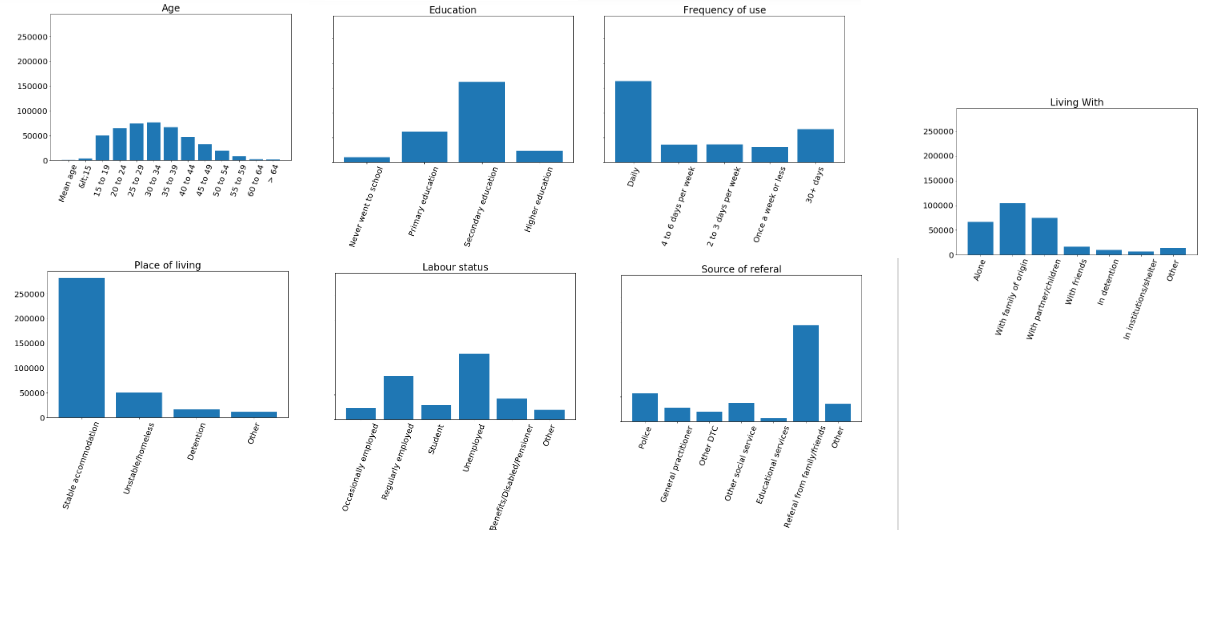 Age
250000
200000
150000
100000
50000
0
Mean age
&lt;15
15 to 19
20 to 24
25 to 29
30 to 34
35 to 39
40 to 44
45 to 49
50 to 54
55 to 59
60 to 64
> 64
Education
Never went to school
Primary education
Secondary education
Higher education
Frequency of use
Daily
4 to 6 days per week
2 to 3 days per week
Once a week or less
30+ days
Living With
250000
200000
150000
100000
50000
0
Alone
With family of origin
With partner/children
With friends
In detention
In institutions/shelter
Other
Place of living
250000
200000
150000
100000
50000
0
Stable accommodation
Unstable/homeless
Detention
Other
Labour status
Occasionally employed
Regularly employed
Student
Unemployed
Benefits/Disabled/Pensioner
Other
Source of referal
Police
General practitioner
Other DTC
Other social service
Educational services
Referal from family/friends
Other